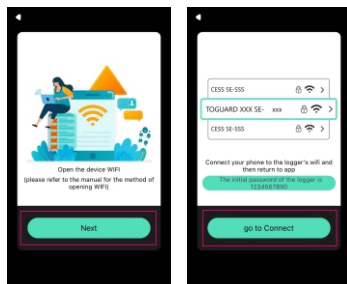 Open the device WIFI
(please refer to the manual for the method of
opening WIFI)
Next
CESS SE-SSS
TOGUARD XXX SE- xxx
CESS SE-SSS
Connect your phone to the logger's wifi and
then return to app
The initial password of the logger is
1234567890
go to Connect